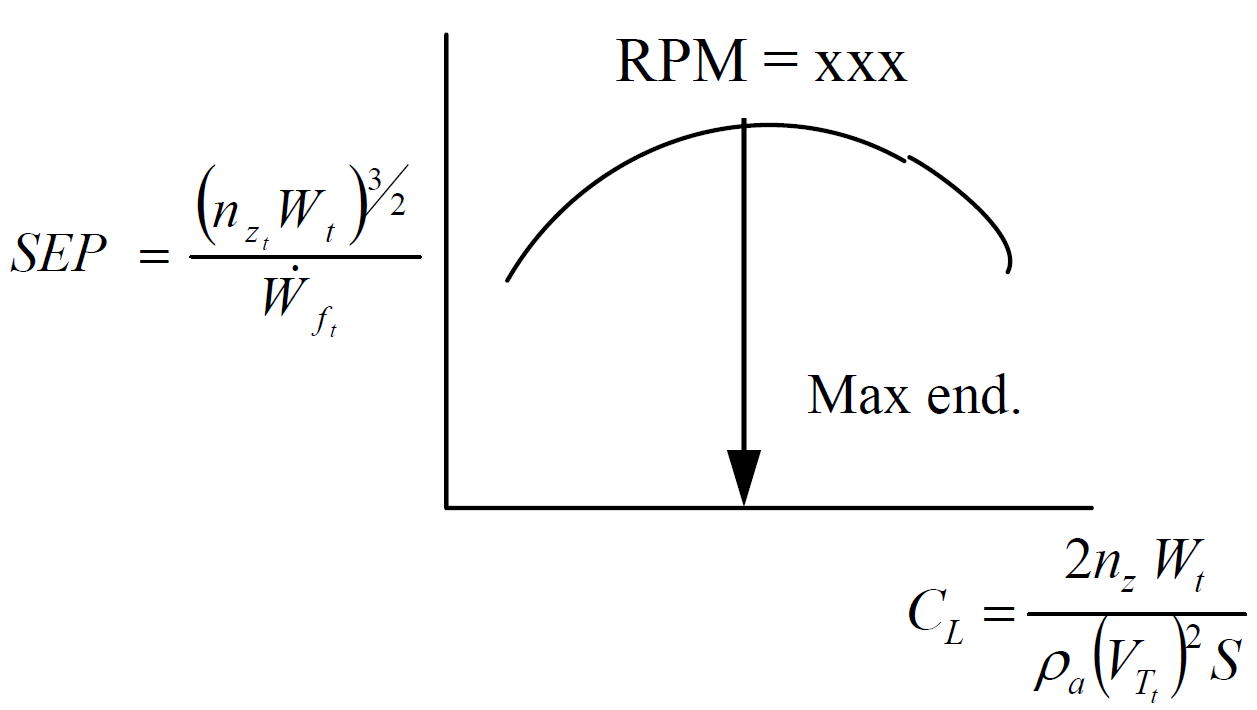 RPM = xxx
SEP = (n_{z_t} W_t)^{3/2} / Ẇ_{f_t}
Max end.
C_L = 2n_z W_t / ρ_a (V_{T_t})^2 S